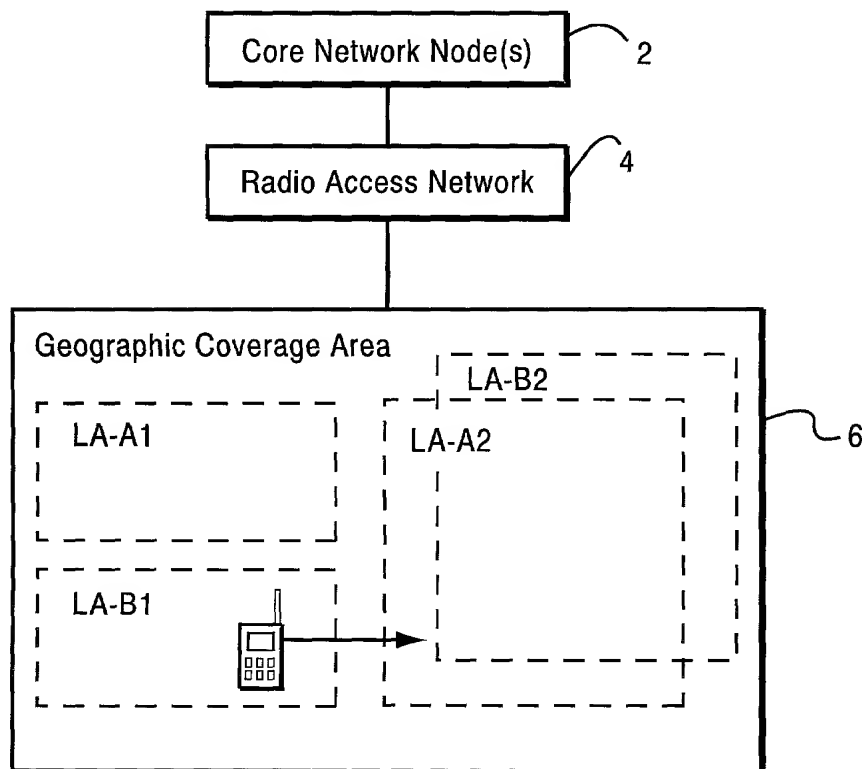 Core Network Node(s)
2
Radio Access Network
4
Geographic Coverage Area
LA-B2
LA-A1
LA-A2
6
LA-B1